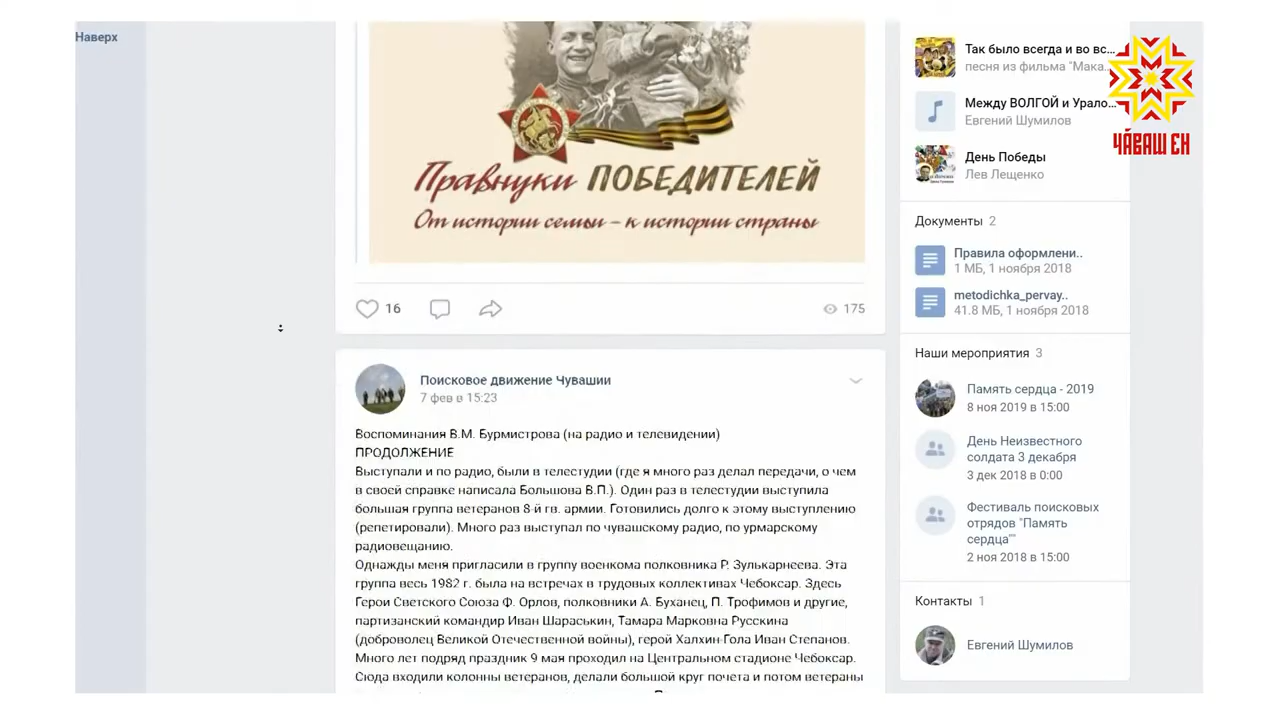 Наверх
Правнуки ПОБЕДИТЕЛЕЙ
От истории семьи – к истории страны
16
175
Поисковое движение Чувашии
7 фев в 15:23
Воспоминания В.М. Бурмистрова (на радио и телевидении)
ПРОДОЛЖЕНИЕ
Выступали и по радио, были в телестудии (где я много раз делал передачи, о чем
в своей справке написала Большова В.П.). Один раз в телестудии выступила
большая группа ветеранов 8-й гв. армии. Готовились долго к этому выступлению
(репетировали). Много раз выступал по чувашскому радио, по урмарскому
радиовещанию.
Однажды меня пригласили в группу военкома полковника Р. Зулькарнеева. Эта
группа весь 1982 г. была на встречах в трудовых коллективах Чебоксар. Здесь
Герои Светского Союза Ф. Орлов, полковники А. Буханец, П. Трофимов и другие,
партизанский командир Иван Шараськин, Тамара Марковна Русскина
(доброволец Великой Отечественной войны), герой Халхин-Гола Иван Степанов.
Много лет подряд праздник 9 мая проходил на Центральном стадионе Чебоксар.
Сюда входили колонны ветеранов, делали большой круг почета и потом ветераны
Так было всегда и во вс...
песня из фильма "Мака...
Между ВОЛГОЙ и Урало...
Евгений Шумилов
День Победы
Лев Лещенко
Документы 2
Правила оформлени..
1 МБ, 1 ноября 2018
metodichka_pervay..
41.8 МБ, 1 ноября 2018
Наши мероприятия 3
Память сердца - 2019
8 ноя 2019 в 15:00
День Неизвестного
солдата 3 декабря
3 дек 2018 в 0:00
Фестиваль поисковых
отрядов "Память
сердца""
2 ноя 2018 в 15:00
Контакты 1
Евгений Шумилов
ЧӐВАШ ЕН